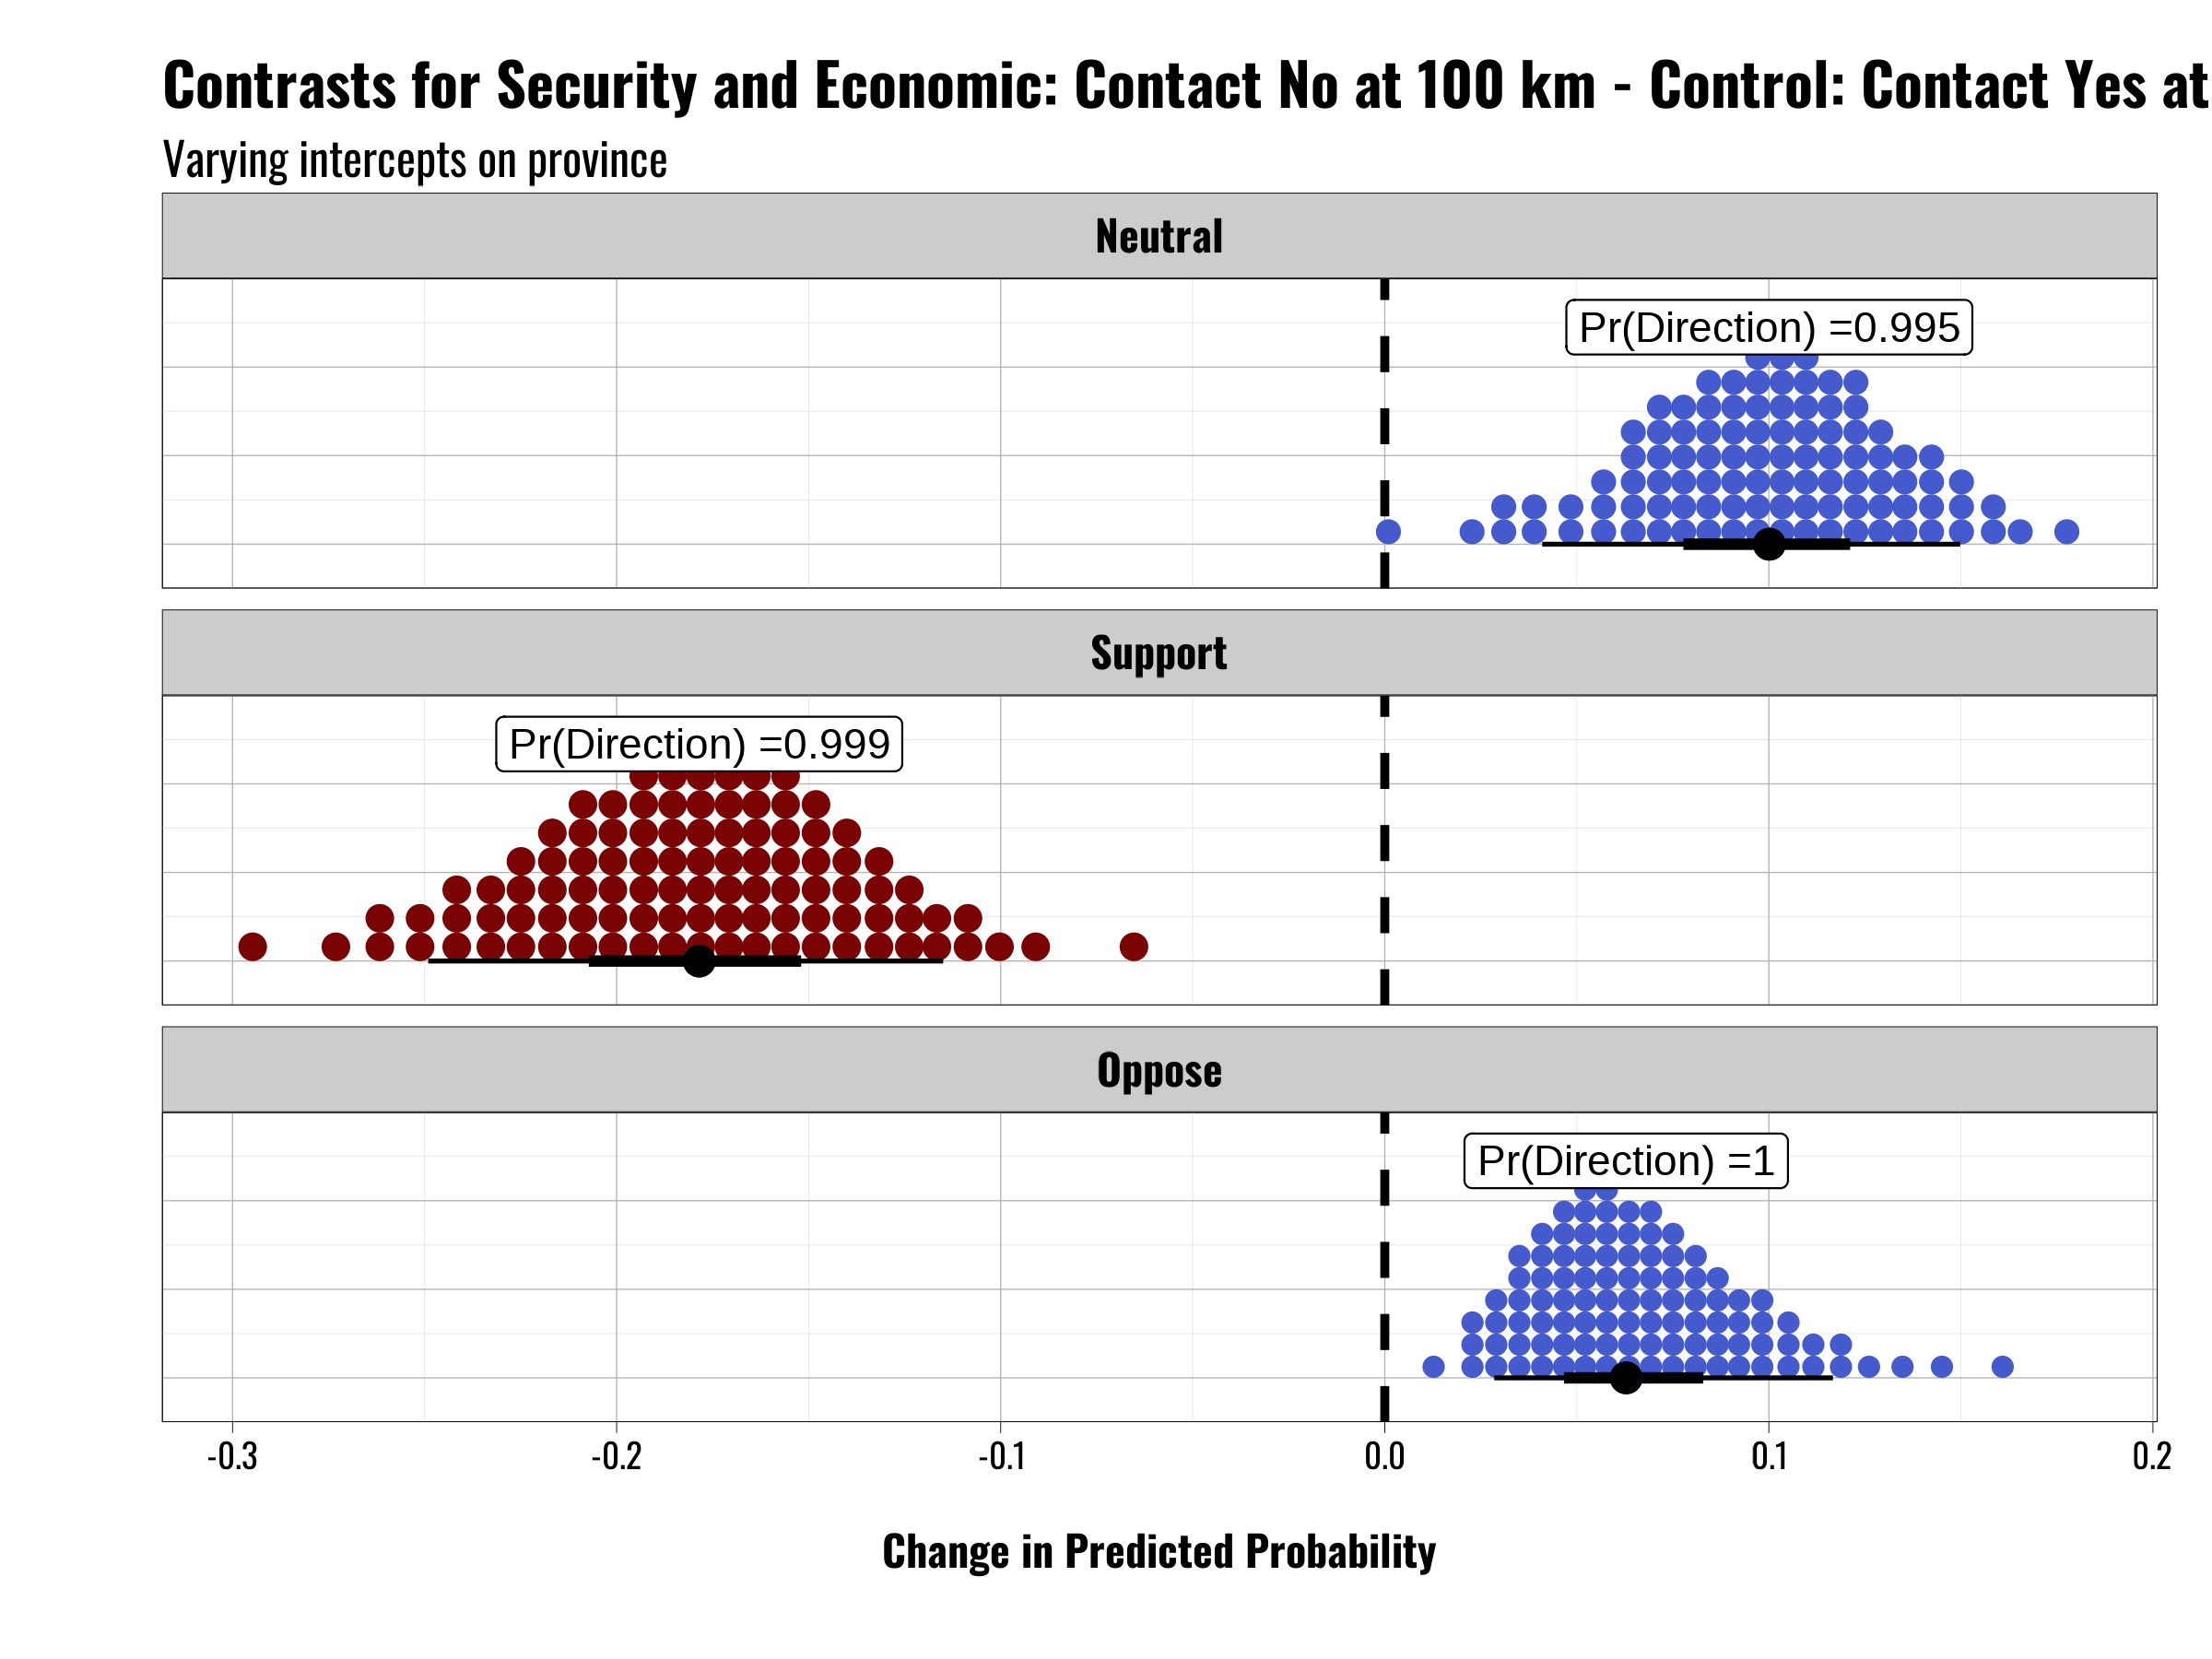 Contrasts for Security and Economic: Contact No at 100 km - Control: Contact Yes at
Varying intercepts on province
Neutral
Pr(Direction) =0.995
Support
Pr(Direction) =0.999
Oppose
Pr(Direction) =1
-0.3 -0.2 -0.1 0.0 0.1 0.2
Change in Predicted Probability